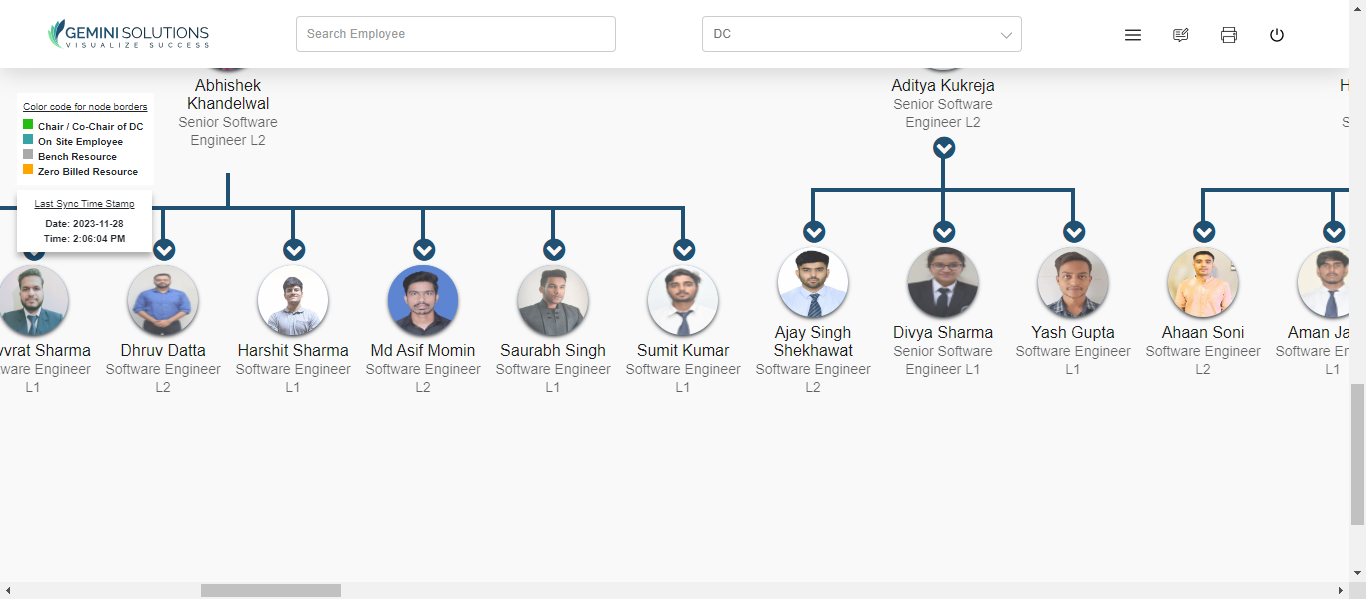 GEMINI SOLUTIONS
VISUALIZE SUCCESS
Search Employee
DC
Color code for node borders
Chair / Co-Chair of DC
On Site Employee
Bench Resource
Zero Billed Resource
Last Sync Time Stamp
Date: 2023-11-28
Time: 2:06:04 PM
Abhishek
Khandelwal
Senior Software
Engineer L2
Aditya Kukreja
Senior Software
Engineer L2
H
S
vvrat Sharma
ware Engineer
L1
Dhruv Datta
Software Engineer
L2
Harshit Sharma
Software Engineer
L1
Md Asif Momin
Software Engineer
L2
Saurabh Singh
Software Engineer
L1
Sumit Kumar
Software Engineer
L1
Ajay Singh
Shekhawat
Software Engineer
L2
Divya Sharma
Senior Software
Engineer L1
Yash Gupta
Software Engineer
L1
Ahaan Soni
Software Engineer
L2
Aman Ja
Software Er
L1